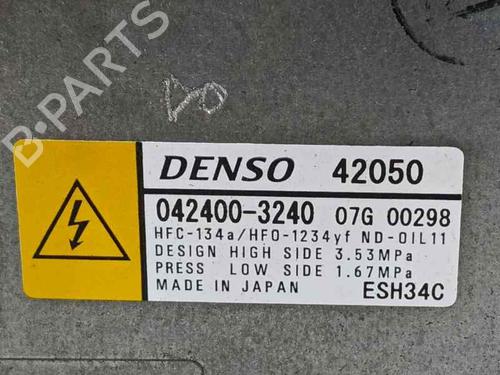 B-PARTS
DENSO 42050
042400-3240 07G 00298
HFC-134a/HFO-1234yf ND-OIL11
DESIGN HIGH SIDE 3.53MPa
PRESS LOW SIDE 1.67MPa
MADE IN JAPAN ESH34C